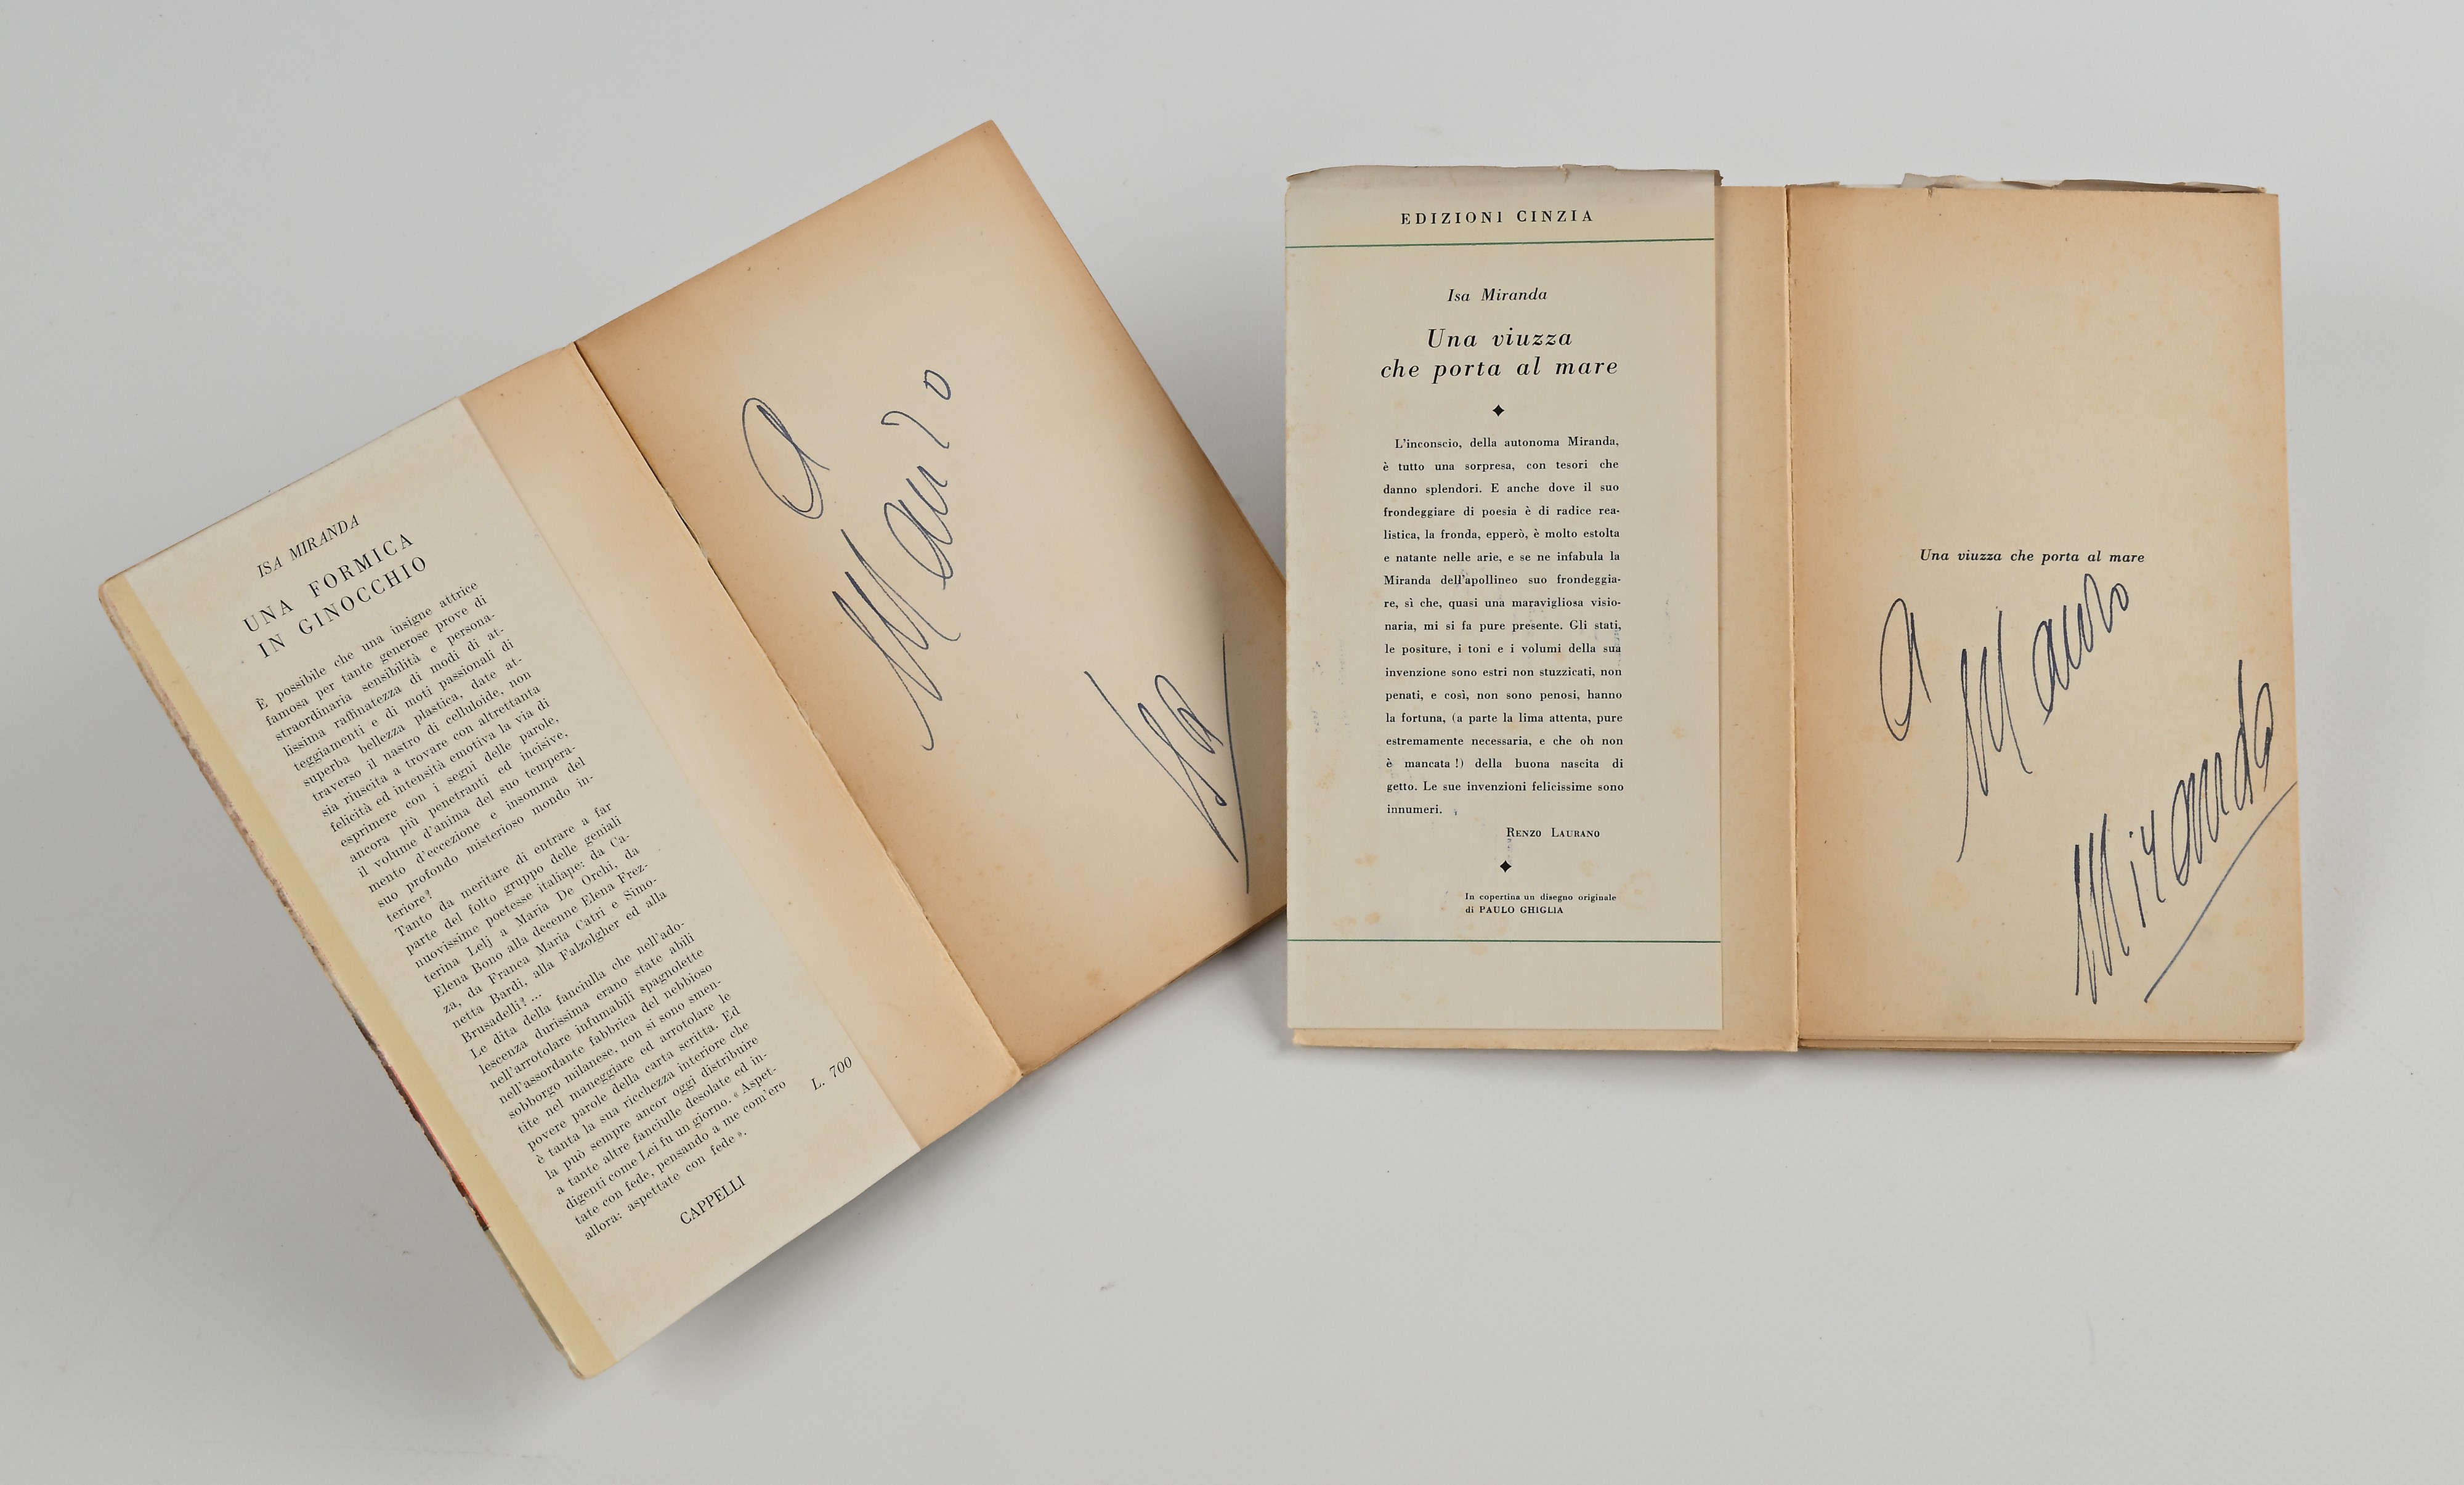 ISA MIRANDA
UNA FORMICA
IN GINOCCHIO
È possibile che una insigne attrice
famosa per tante generose prove di
straordinaria sensibilità e persona-
lissima raffinatezza di modi di at-
teggiamenti e di moti passionali di
superba bellezza plastica, date at-
traverso il nastro di celluloide, non
sia riuscita a trovare con altrettanta
felicità ed intensità emotiva la via di
esprimere con i segni delle parole,
ancora più penetranti ed incisive,
il volume d'anima del suo tempera-
mento d'eccezione e insomma del
suo profondo misterioso mondo in-
teriore?
Tanto da meritare di entrare a far
parte del folto gruppo delle geniali
nuovissime poetesse italiane: da Ca-
terina Lelj a Maria De Orchi, da
Elena Bono alla decenne Elena Frez-
za, da Franca Maria Catri e Simo-
netta Bardi, alla Falzolgher ed alla
Brusadelli? ...
Le dita della fanciulla che nell'ado-
lescenza durissima erano state abili
nell'arrotolare infumabili spagnolette
nell'assordante fabbrica del nebbioso
sobborgo milanese, non si sono smen-
tite nel maneggiare ed arrotolare le
povere parole della carta scritta. Ed
è tanta la sua ricchezza interiore che
la può sempre ancor oggi distribuire
a tante altre fanciulle desolate ed in-
digenti come Lei fu un giorno. « Aspet-
tate con fede, pensando a me com'ero
allora: aspettate con fede ».
L. 700
CAPPELLI
A
Mauro
Isa
EDIZIONI CINZIA
Isa Miranda
Una viuzza
che porta al mare
L'inconscio, della autonoma Miranda,
è tutto una sorpresa, con tesori che
danno splendori. E anche dove il suo
frondeggiare di poesia è di radice rea-
listica, la fronda, epperò, è molto estolta
e natante nelle arie, e se ne infabula la
Miranda dell'apollineo suo frondeggia-
re, sì che, quasi una maravigliosa visio-
naria, mi si fa pure presente. Gli stati,
le positure, i toni e i volumi della sua
invenzione sono estri non stuzzicati, non
penati, e così, non sono penosi, hanno
la fortuna, (a parte la lima attenta, pure
estremamente necessaria, e che oh non
è mancata !) della buona nascita di
getto. Le sue invenzioni felicissime sono
innumeri.
RENZO LAURANO
In copertina un disegno originale
di PAULO GHIGLIA
Una viuzza che porta al mare
A
Mauro
Miranda